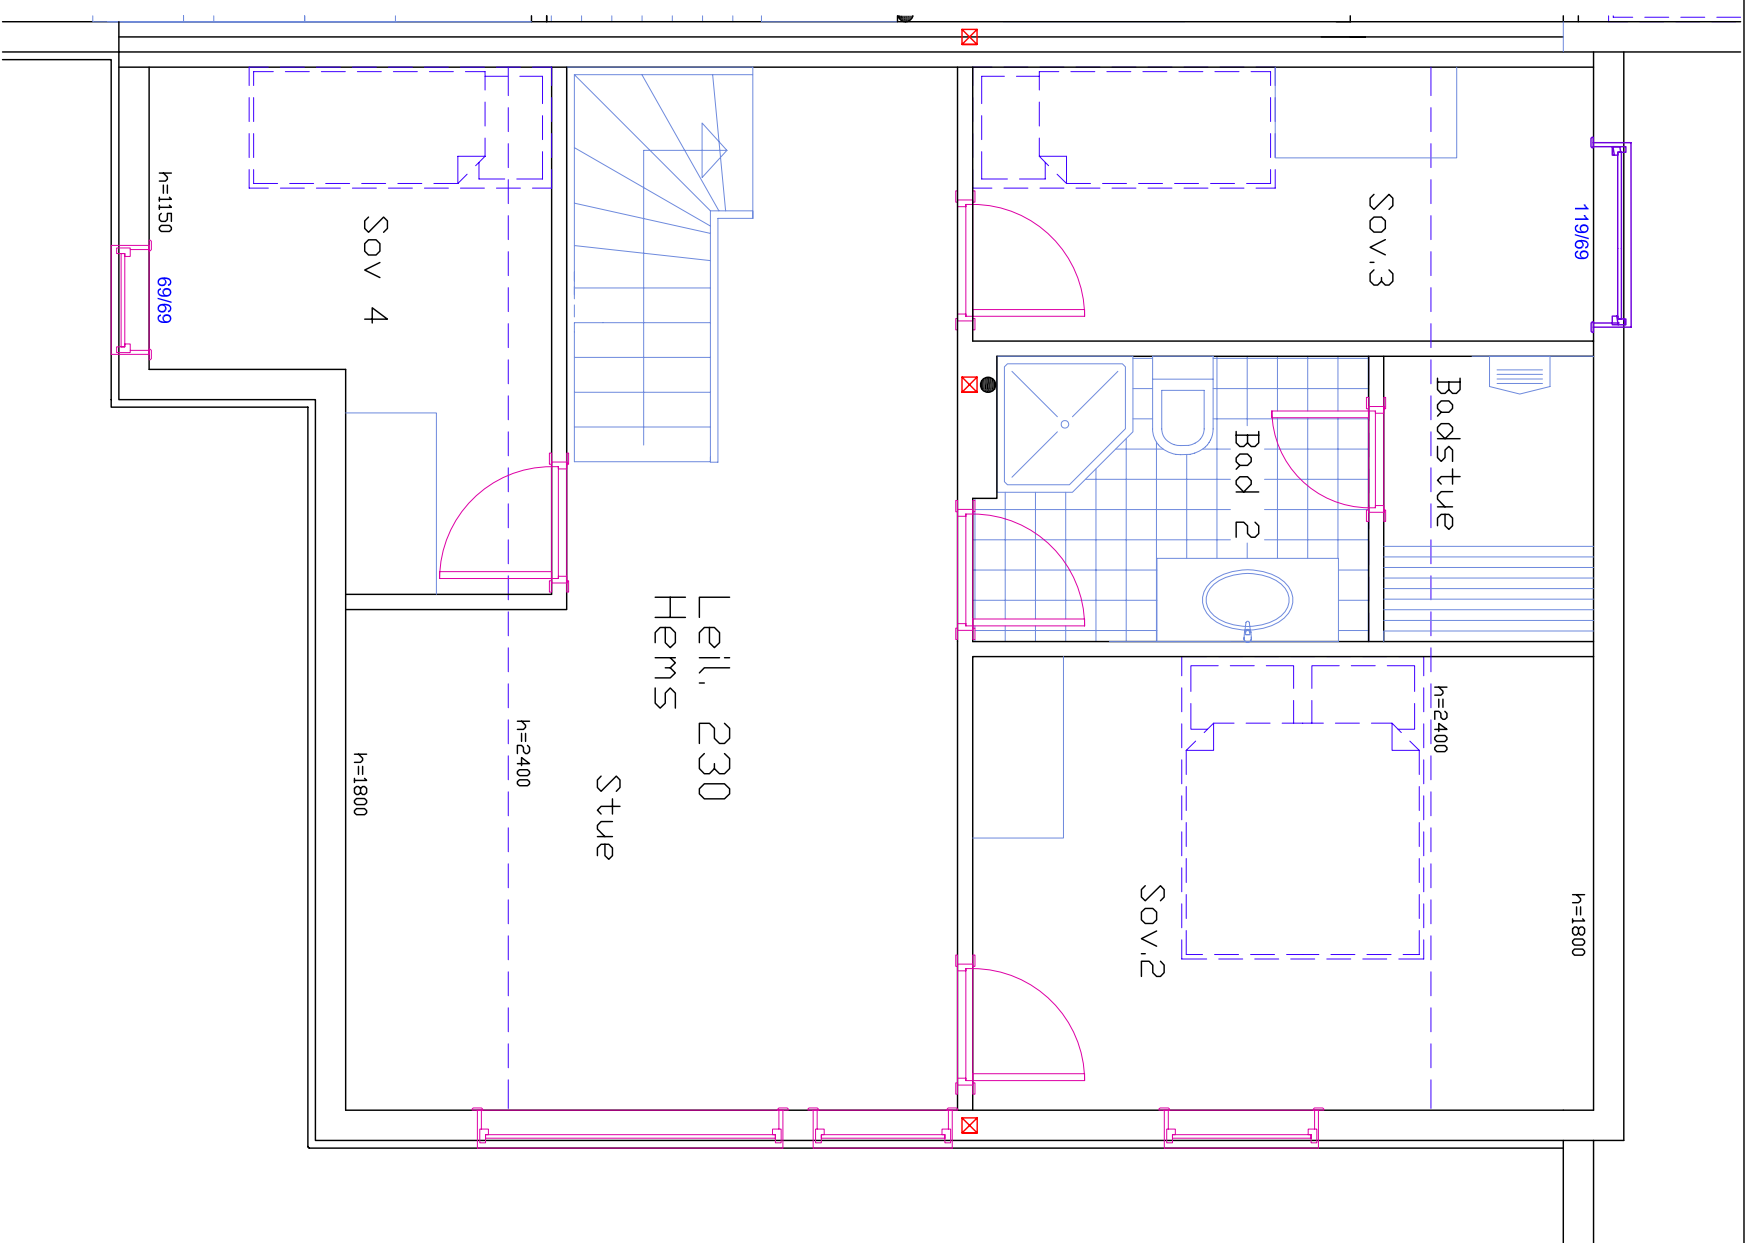 h=1150
69/69
Sov 4
Sov.3
119/69
Badstue
Bad 2
Leil. 230
Hems
Stue
h=2400
h=1800
h=2400
Sov.2
h=1800